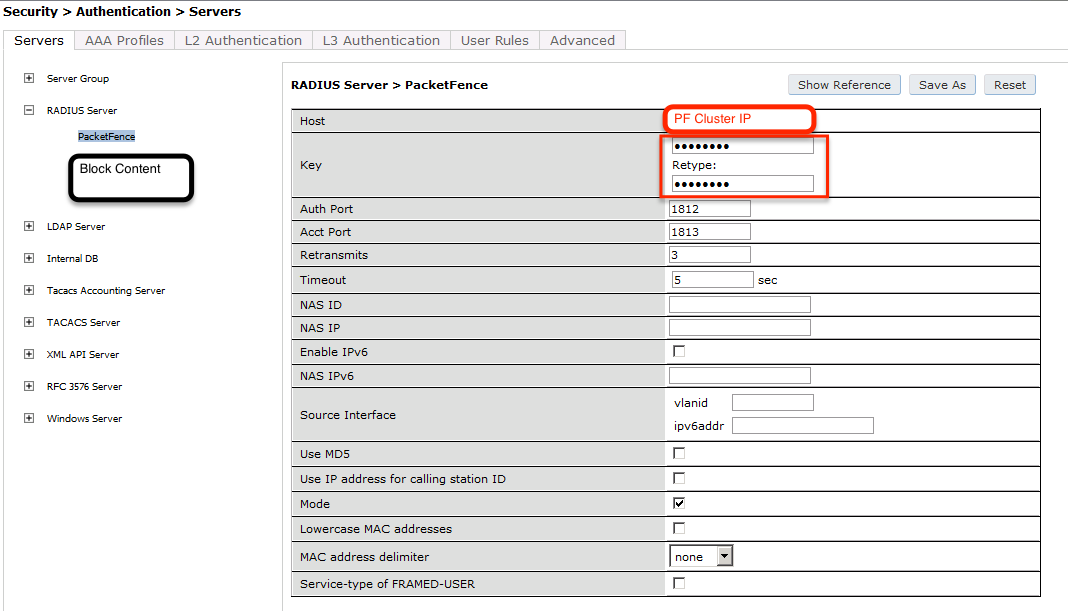 Security > Authentication > Servers
Servers AAA Profiles L2 Authentication L3 Authentication User Rules Advanced
Server Group
RADIUS Server
PacketFence
Block Content
LDAP Server
Internal DB
Tacacs Accounting Server
TACACS Server
XML API Server
RFC 3576 Server
Windows Server
RADIUS Server > PacketFence Show Reference Save As Reset
Host PF Cluster IP
Key ••••••••
Retype:
••••••••
Auth Port 1812
Acct Port 1813
Retransmits 3
Timeout 5 sec
NAS ID
NAS IP
Enable IPv6
NAS IPv6
Source Interface vlanid
ipv6addr
Use MD5
Use IP address for calling station ID
Mode
Lowercase MAC addresses
MAC address delimiter none
Service-type of FRAMED-USER